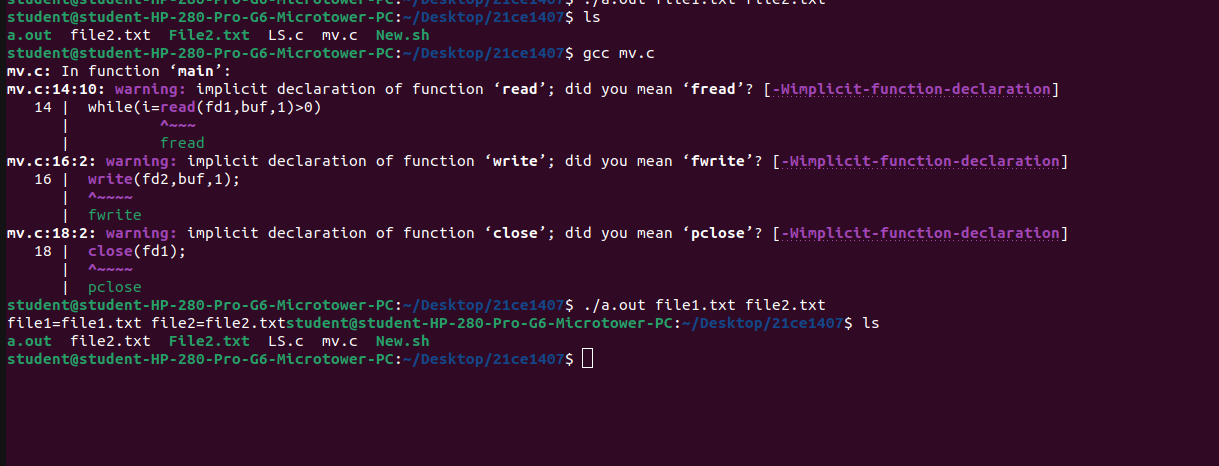 student@student-HP-280-Pro-G6-Microtower-PC:~/Desktop/21ce1407$ ./a.out file1.txt file2.txt
student@student-HP-280-Pro-G6-Microtower-PC:~/Desktop/21ce1407$ ls
a.out  file2.txt  File2.txt  LS.c  mv.c  New.sh
student@student-HP-280-Pro-G6-Microtower-PC:~/Desktop/21ce1407$ gcc mv.c
mv.c: In function ‘main’:
mv.c:14:10: warning: implicit declaration of function ‘read’; did you mean ‘fread’? [-Wimplicit-function-declaration]
   14 |  while(i=read(fd1,buf,1)>0)
      |          ^~~~
      |          fread
mv.c:16:2: warning: implicit declaration of function ‘write’; did you mean ‘fwrite’? [-Wimplicit-function-declaration]
   16 |  write(fd2,buf,1);
      |  ^~~~~
      |  fwrite
mv.c:18:2: warning: implicit declaration of function ‘close’; did you mean ‘pclose’? [-Wimplicit-function-declaration]
   18 |  close(fd1);
      |  ^~~~~
      |  pclose
student@student-HP-280-Pro-G6-Microtower-PC:~/Desktop/21ce1407$ ./a.out file1.txt file2.txt
file1=file1.txt file2=file2.txtstudent@student-HP-280-Pro-G6-Microtower-PC:~/Desktop/21ce1407$ ls
a.out  file2.txt  File2.txt  LS.c  mv.c  New.sh
student@student-HP-280-Pro-G6-Microtower-PC:~/Desktop/21ce1407$